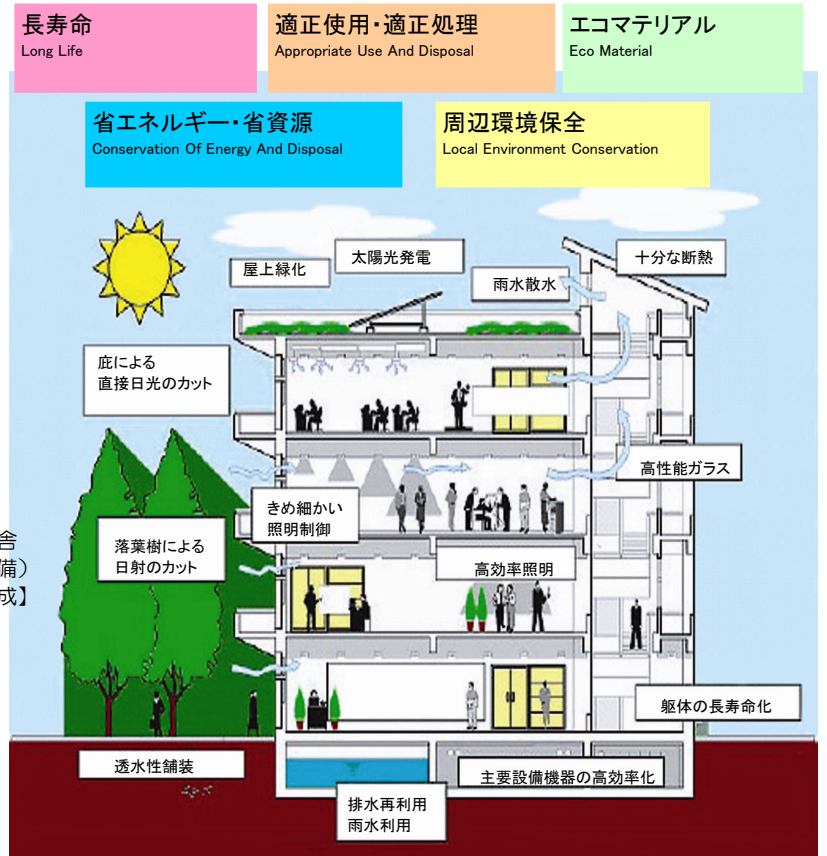 長寿命
Long Life
適正使用・適正処理
Appropriate Use And Disposal
エコマテリアル
Eco Material
省エネルギー・省資源
Conservation Of Energy And Disposal
周辺環境保全
Local Environment Conservation
屋上緑化
太陽光発電
雨水散水
十分な断熱
庇による
直接日光のカット
高性能ガラス
きめ細かい
照明制御
舎
備）
成】
落葉樹による
日射のカット
高効率照明
躯体の長寿命化
透水性舗装
主要設備機器の高効率化
排水再利用
雨水利用